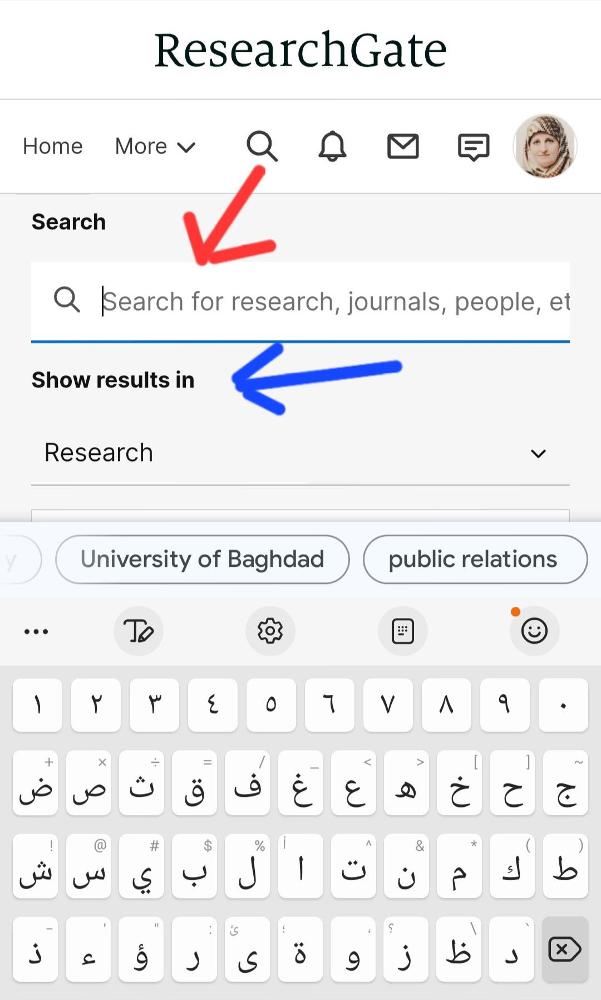 ResearchGate
Home More
Search
Search for research, journals, people, et
Show results in
Research
y University of Baghdad public relations
١ ٢ ٣ ٤ ٥ ٦ ٧ ٨ ٩ ٠
+ × ÷ = / _ < > [ ] ~
ض ص ث ق ف غ ع ه خ ح ج
! @ # $ % أ ^ & * ( )
ش س ي ب ل ا ت ن م ك ط
- ' " : ئ ؛ ، ؟ \ `
ذ ء ؤ ر ى ة و ز ظ د